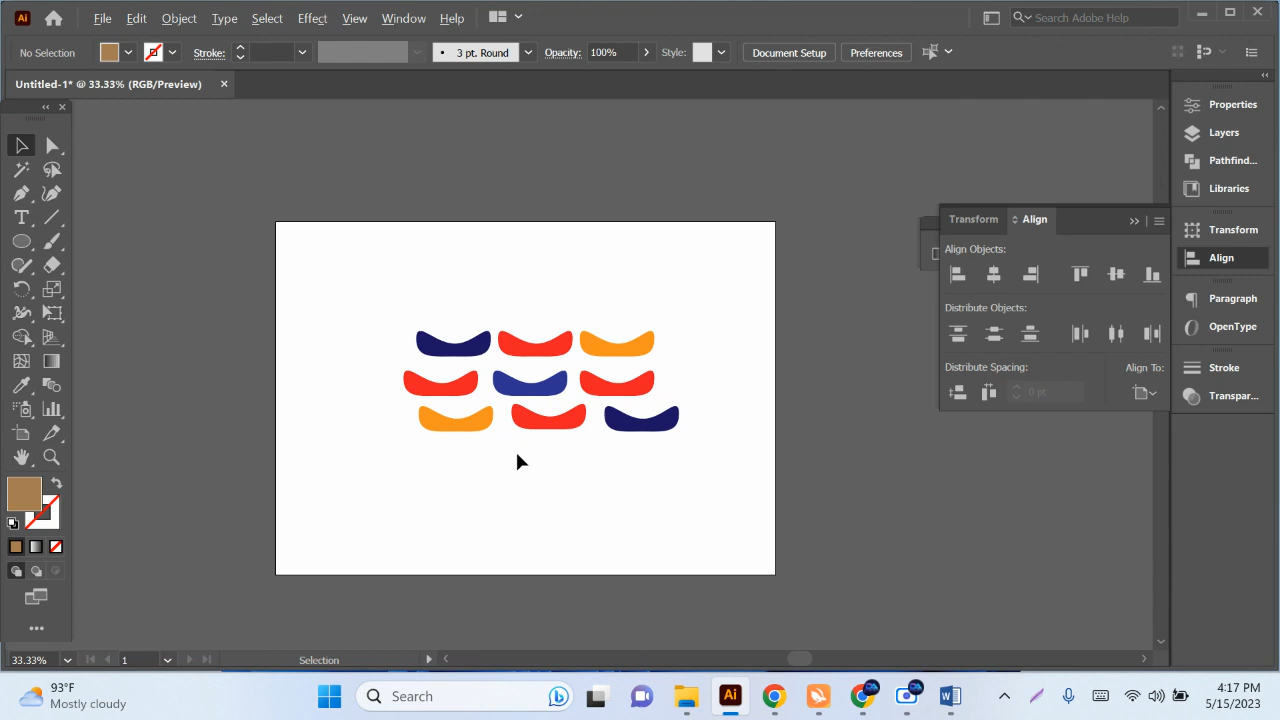 Ai File Edit Object Type Select Effect View Window Help Search Adobe Help
No Selection Stroke: 3 pt. Round Opacity: 100% Style: Document Setup Preferences
Untitled-1* @ 33.33% (RGB/Preview) ×
Properties
Layers
Pathfind...
Libraries
Transform Align
Transform
Align Objects:
Align
Paragraph
Distribute Objects:
OpenType
Distribute Spacing: Align To:
Stroke
0 pt
Transpar...
33.33% 1 Selection
93°F
Mostly cloudy
Search
Ai
4:17 PM
5/15/2023